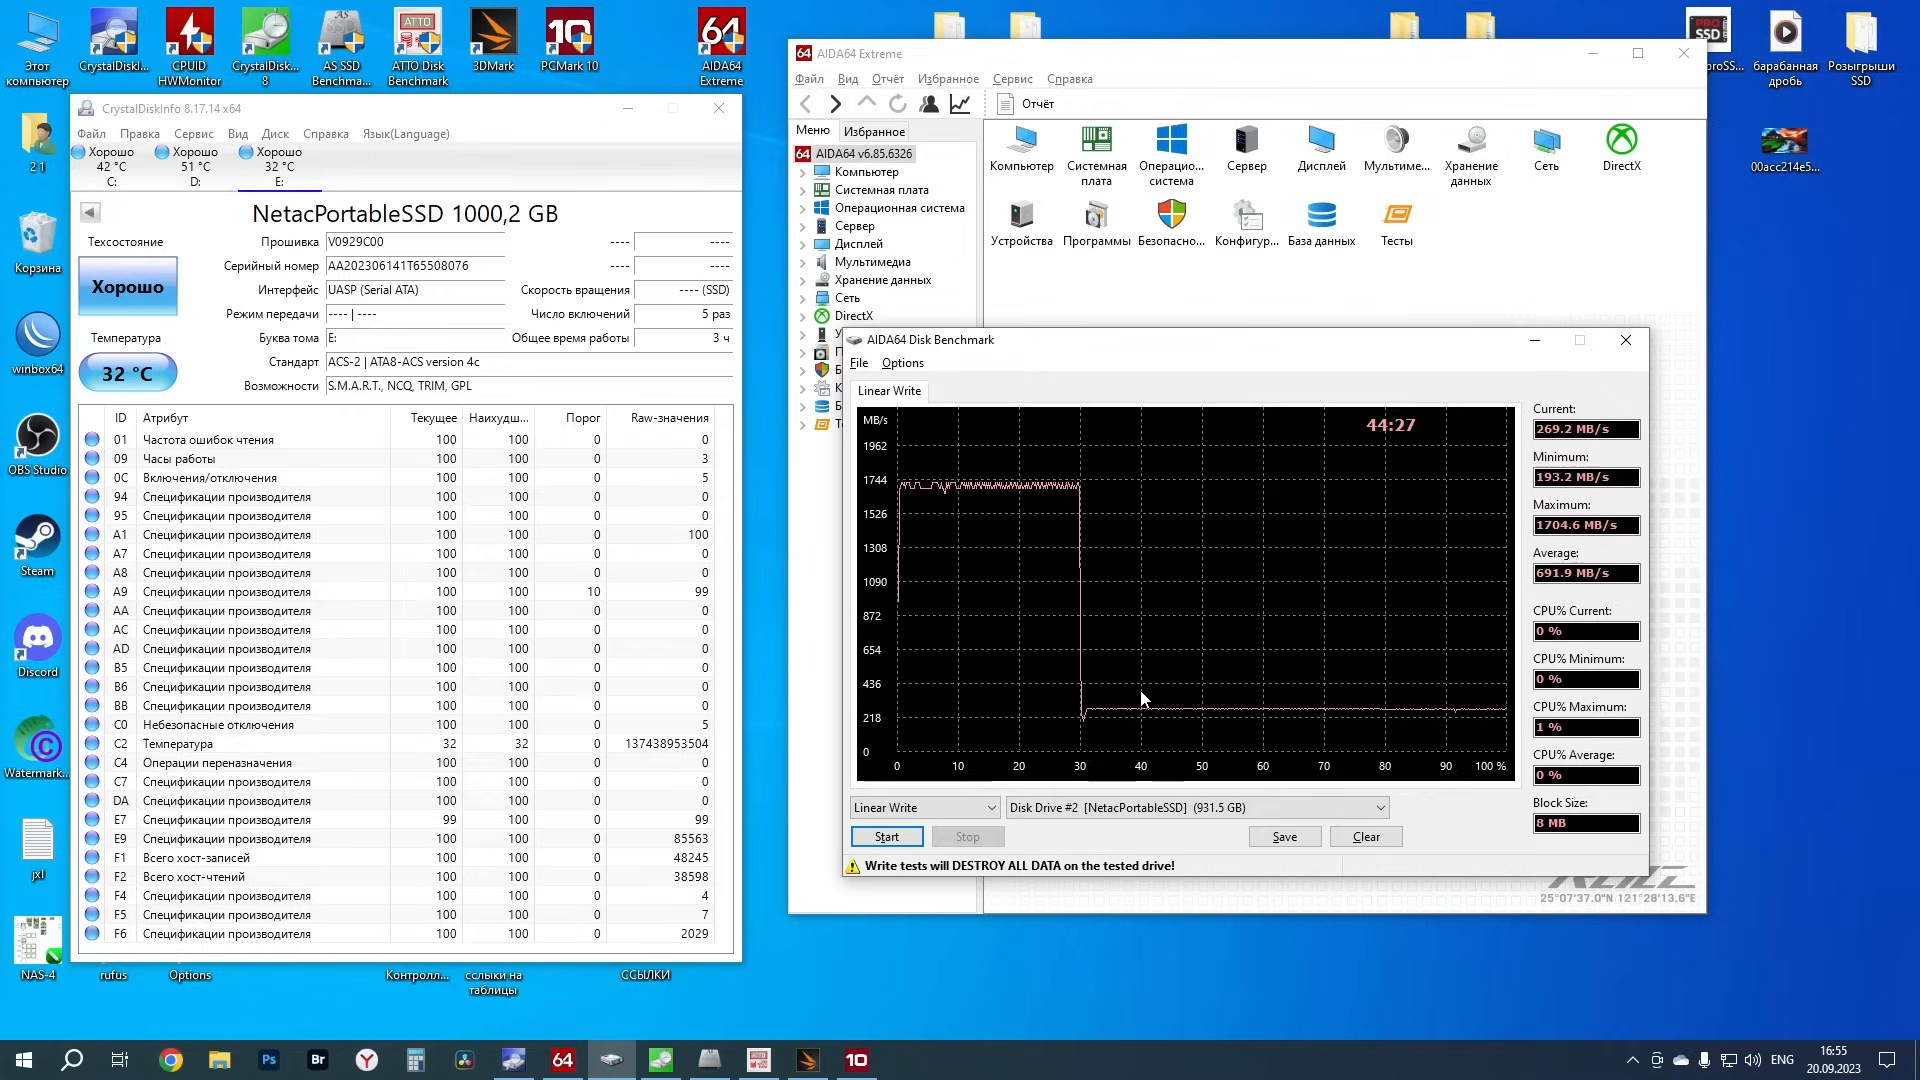 Этот
компьютер
CrystalDiskI...
CPUID
HWMonitor
CrystalDisk...
8
AS SSD
Benchma...
ATTO Disk
Benchmark
3DMark
PCMark 10
AIDA64
Extreme
барабанная
дробь
Розыгрыши
SSD
2 1
Корзина
winbox64
OBS Studio
Steam
Discord
Watermark...
jxl
NAS-4
rufus
Options
Контролл...
сслыки на
таблицы
ССЫЛКИ
00acc214e5...
CrystalDiskInfo 8.17.14 x64
Файл Правка Сервис Вид Диск Справка Язык(Language)
Хорошо Хорошо Хорошо
42 °C 51 °C 32 °C
C: D: E:
NetacPortableSSD 1000,2 GB
Техсостояние
Хорошо
Температура
32 °C
Прошивка V0929C00 ---- ----
Серийный номер AA202306141T65508076 ---- ----
Интерфейс UASP (Serial ATA) Скорость вращения ---- (SSD)
Режим передачи ---- | ---- Число включений 5 раз
Буква тома E: Общее время работы 3 ч
Стандарт ACS-2 | ATA8-ACS version 4c
Возможности S.M.A.R.T., NCQ, TRIM, GPL
ID Атрибут Текущее Наихудш... Порог Raw-значения
01 Частота ошибок чтения 100 100 0 0
09 Часы работы 100 100 0 3
0C Включения/отключения 100 100 0 5
94 Спецификации производителя 100 100 0 0
95 Спецификации производителя 100 100 0 0
A1 Спецификации производителя 100 100 0 100
A7 Спецификации производителя 100 100 0 0
A8 Спецификации производителя 100 100 0 0
A9 Спецификации производителя 100 100 10 99
AA Спецификации производителя 100 100 0 0
AC Спецификации производителя 100 100 0 0
AD Спецификации производителя 100 100 0 0
B5 Спецификации производителя 100 100 0 0
B6 Спецификации производителя 100 100 0 0
BB Спецификации производителя 100 100 0 0
C0 Небезопасные отключения 100 100 0 5
C2 Температура 32 32 0 137438953504
C4 Операции переназначения 100 100 0 0
C7 Спецификации производителя 100 100 0 0
DA Спецификации производителя 100 100 0 0
E7 Спецификации производителя 99 100 0 99
E9 Спецификации производителя 100 100 0 85563
F1 Всего хост-записей 100 100 0 48245
F2 Всего хост-чтений 100 100 0 38598
F4 Спецификации производителя 100 100 0 4
F5 Спецификации производителя 100 100 0 7
F6 Спецификации производителя 100 100 0 2029
64 AIDA64 Extreme
Файл Вид Отчёт Избранное Сервис Справка
Отчёт
Меню Избранное
64 AIDA64 v6.85.6326
Компьютер
Системная плата
Операционная система
Сервер
Дисплей
Мультимедиа
Хранение данных
Сеть
DirectX
Компьютер
Системная
плата
Операцио...
система
Сервер
Дисплей
Мультиме...
Хранение
данных
Сеть
DirectX
Устройства
Программы
Безопасно...
Конфигур...
База данных
Тесты
AIDA64 Disk Benchmark
File Options
Linear Write
MB/s
44:27
1962
1744
1526
1308
1090
872
654
436
218
0
0 10 20 30 40 50 60 70 80 90 100 %
Current:
269.2 MB/s
Minimum:
193.2 MB/s
Maximum:
1704.6 MB/s
Average:
691.9 MB/s
CPU% Current:
0 %
CPU% Minimum:
0 %
CPU% Maximum:
1 %
CPU% Average:
0 %
Block Size:
8 MB
Linear Write Disk Drive #2 [NetacPortableSSD] (931.5 GB)
Start Stop Save Clear
Write tests will DESTROY ALL DATA on the tested drive!
25°07'37.0"N 121°28'13.6"E
Ps Br 64 10
ENG
16:55
20.09.2023